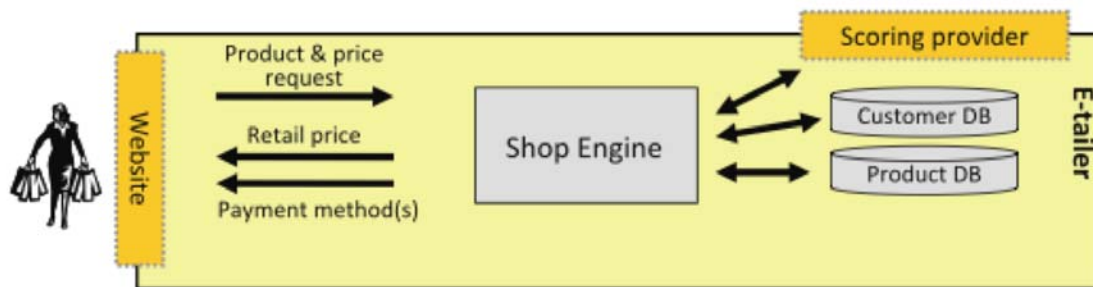 Website
Product & price
request
Retail price
Payment method(s)
Shop Engine
Scoring provider
Customer DB
Product DB
E-tailer